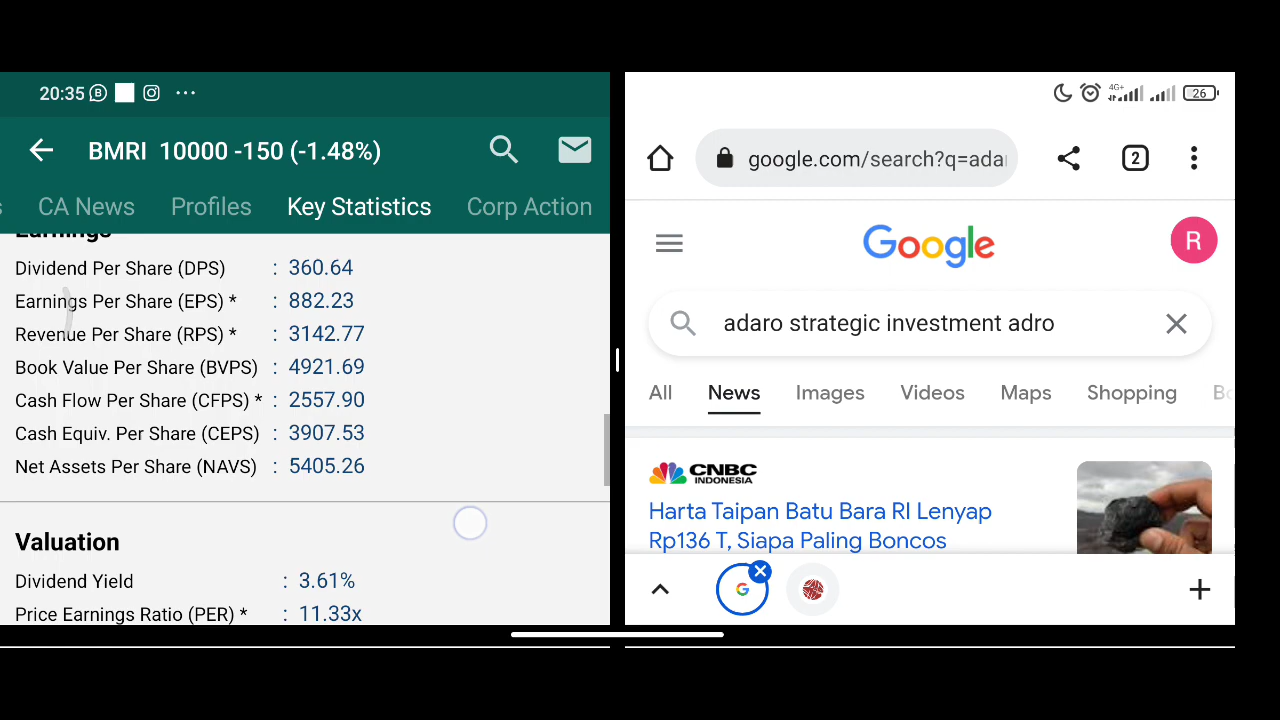 20:35
BMRI 10000 -150 (-1.48%)
s CA News Profiles Key Statistics Corp Action
Earnings
Dividend Per Share (DPS) : 360.64
Earnings Per Share (EPS) * : 882.23
Revenue Per Share (RPS) * : 3142.77
Book Value Per Share (BVPS) : 4921.69
Cash Flow Per Share (CFPS) * : 2557.90
Cash Equiv. Per Share (CEPS) : 3907.53
Net Assets Per Share (NAVS) : 5405.26
Valuation
Dividend Yield : 3.61%
Price Earnings Ratio (PER) * : 11.33x
4G+ 26
google.com/search?q=ada
2
Google
R
adaro strategic investment adro
All News Images Videos Maps Shopping Bo
CNBC
INDONESIA
Harta Taipan Batu Bara RI Lenyap
Rp136 T, Siapa Paling Boncos